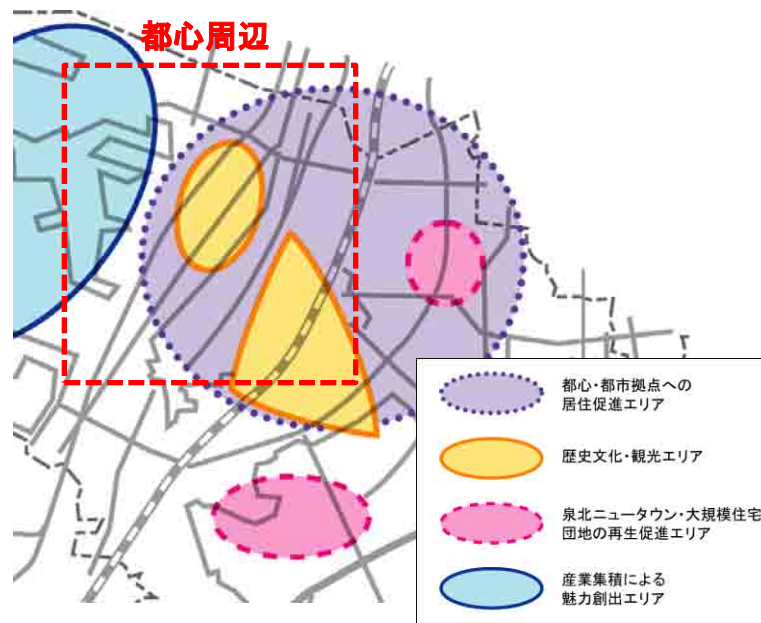 都心周辺
都心・都市拠点への
居住促進エリア
歴史文化・観光エリア
泉北ニュータウン・大規模住宅
団地の再生促進エリア
産業集積による
魅力創出エリア